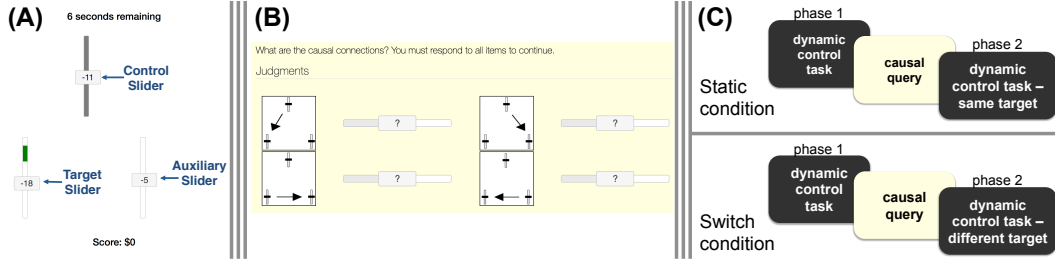 (A)
6 seconds remaining
-11
Control
Slider
-18
Target
Slider
-5
Auxiliary
Slider
Score: $0
(B)
What are the causal connections? You must respond to all items to continue.
Judgments
?
?
?
?
(C)
Static
condition
phase 1
dynamic
control
task
causal
query
phase 2
dynamic
control task –
same target
Switch
condition
phase 1
dynamic
control
task
causal
query
phase 2
dynamic
control task –
different target